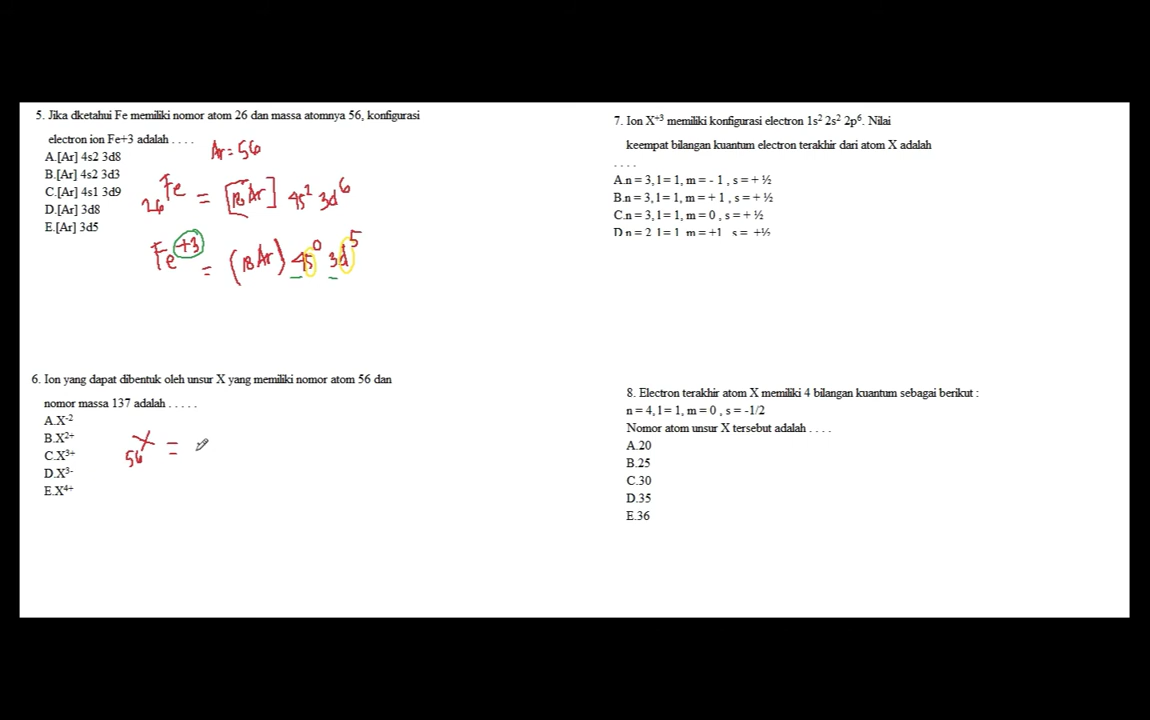 5. Jika dketahui Fe memiliki nomor atom 26 dan massa atomnya 56, konfigurasi
electron ion Fe+3 adalah . . . .
A.[Ar] 4s2 3d8
B.[Ar] 4s2 3d3
C.[Ar] 4s1 3d9
D.[Ar] 3d8
E.[Ar] 3d5
Ar = 56
₂₆Fe = [₁₈Ar] 4s² 3d⁶
Fe⁺³ = (₁₈Ar) 4s⁰ 3d⁵
6. Ion yang dapat dibentuk oleh unsur X yang memiliki nomor atom 56 dan
nomor massa 137 adalah . . . . .
A.X⁻²
B.X²⁺
C.X³⁺
D.X³⁻
E.X⁴⁺
₅₆X =
7. Ion X⁺³ memiliki konfigurasi electron 1s² 2s² 2p⁶. Nilai
keempat bilangan kuantum electron terakhir dari atom X adalah
. . . .
A.n = 3, l = 1, m = - 1 , s = + ½
B.n = 3, l = 1, m = + 1 , s = + ½
C.n = 3, l = 1, m = 0 , s = + ½
D n = 2 l = 1 m = +1 s = +½
8. Electron terakhir atom X memiliki 4 bilangan kuantum sebagai berikut :
n = 4, l = 1, m = 0 , s = -1/2
Nomor atom unsur X tersebut adalah . . . .
A.20
B.25
C.30
D.35
E.36